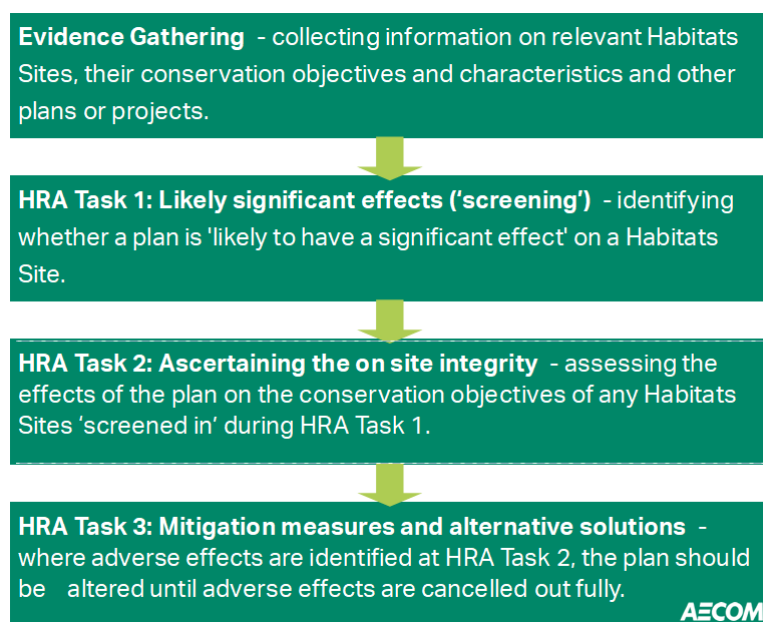 Evidence Gathering - collecting information on relevant Habitats
Sites, their conservation objectives and characteristics and other
plans or projects.
HRA Task 1: Likely significant effects (‘screening’) - identifying
whether a plan is 'likely to have a significant effect' on a Habitats
Site.
HRA Task 2: Ascertaining the on site integrity - assessing the
effects of the plan on the conservation objectives of any Habitats
Sites ‘screened in’ during HRA Task 1.
HRA Task 3: Mitigation measures and alternative solutions -
where adverse effects are identified at HRA Task 2, the plan should
be altered until adverse effects are cancelled out fully.
AECOM